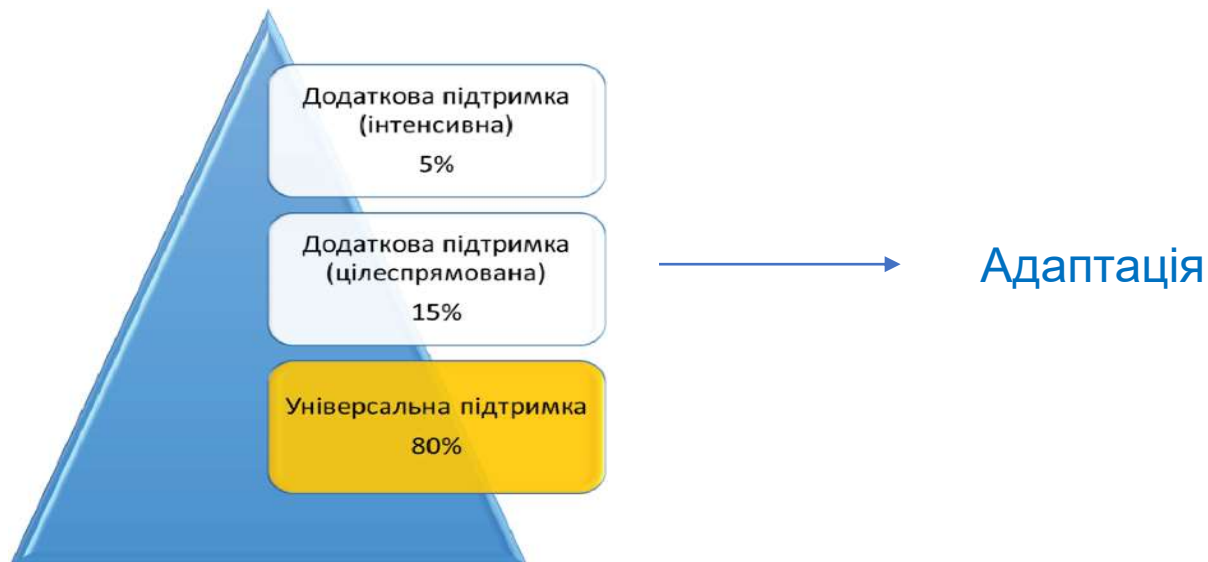 Додаткова підтримка
(інтенсивна)
5%
Додаткова підтримка
(цілеспрямована)
15%
Адаптація
Універсальна підтримка
80%